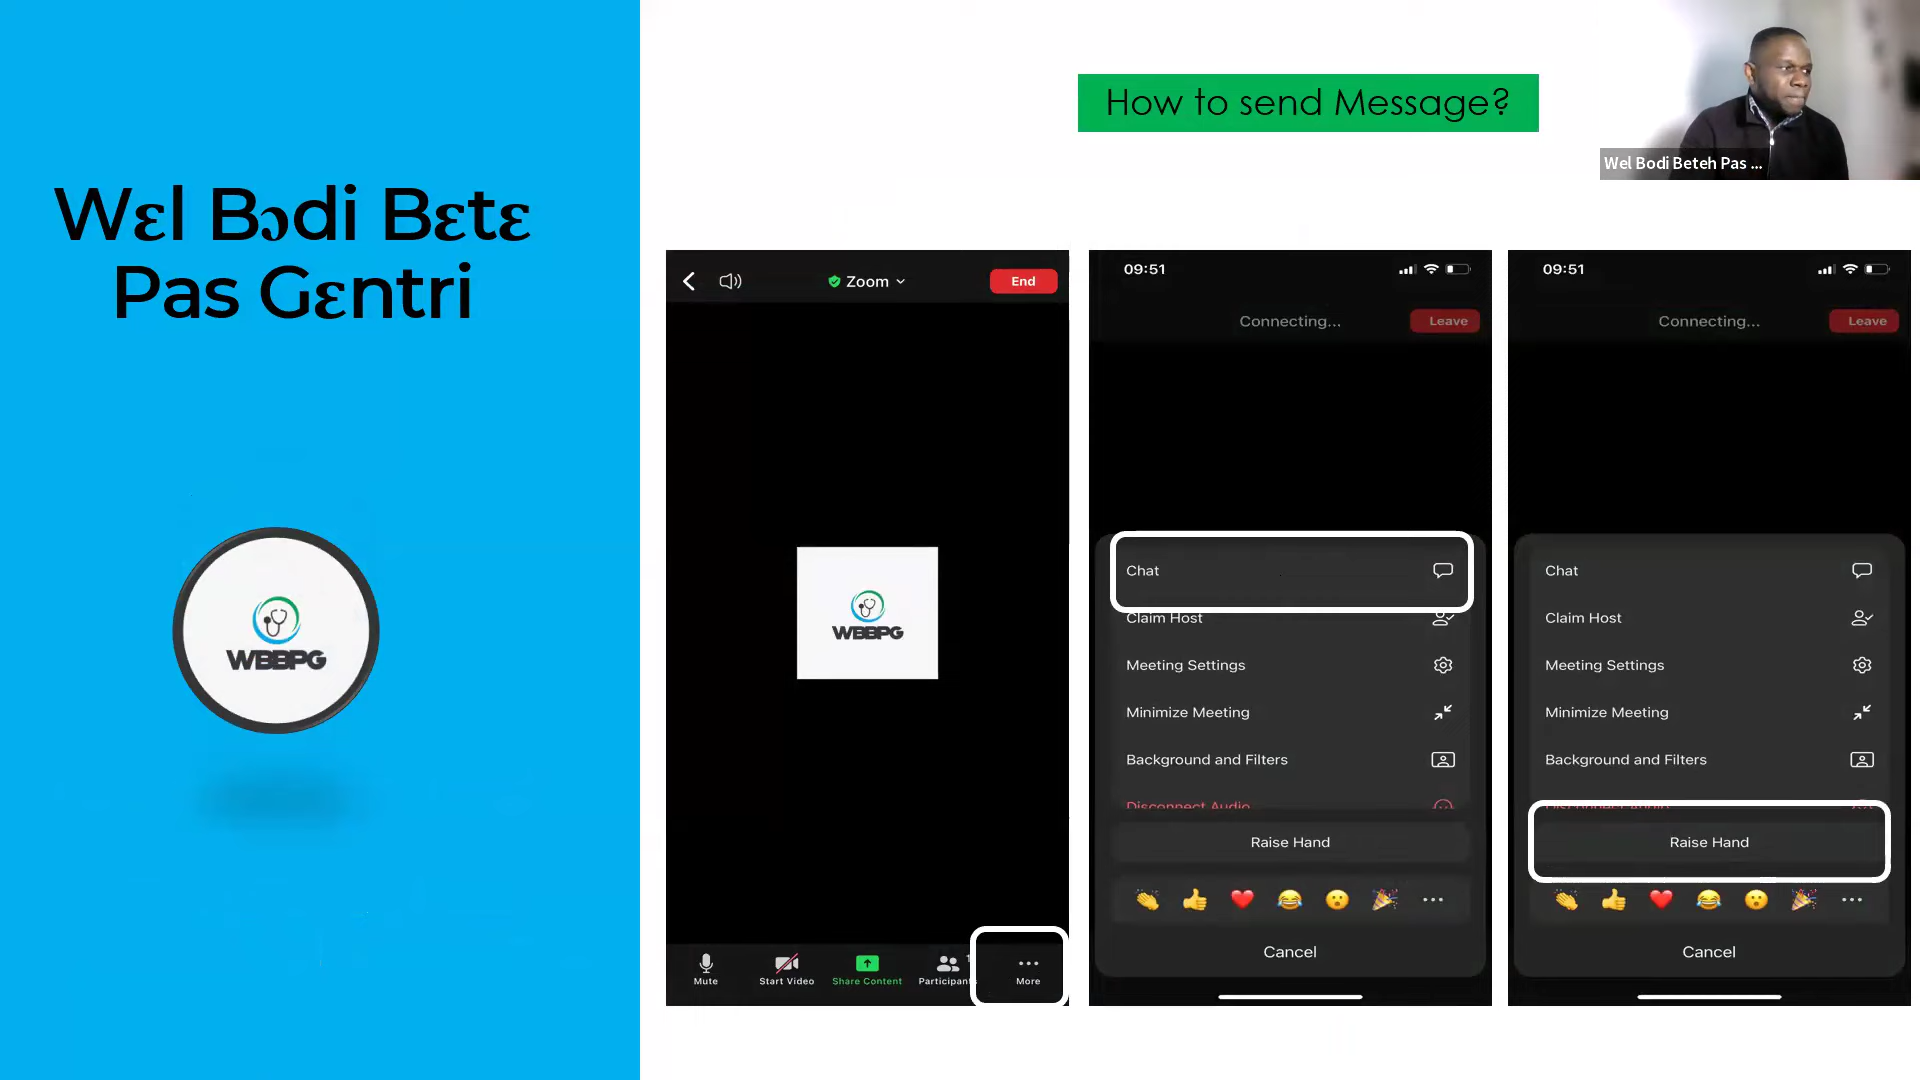 Wɛl Bɔdi Bɛtɛ
Pas Gɛntri
WBBPG
How to send Message?
Wel Bodi Beteh Pas ...
Zoom
End
WBBPG
Mute
Start Video
Share Content
Participants
More
09:51
Connecting...
Leave
Chat
Claim Host
Meeting Settings
Minimize Meeting
Background and Filters
Disconnect Audio
Raise Hand
Cancel
09:51
Connecting...
Leave
Chat
Claim Host
Meeting Settings
Minimize Meeting
Background and Filters
Raise Hand
Cancel